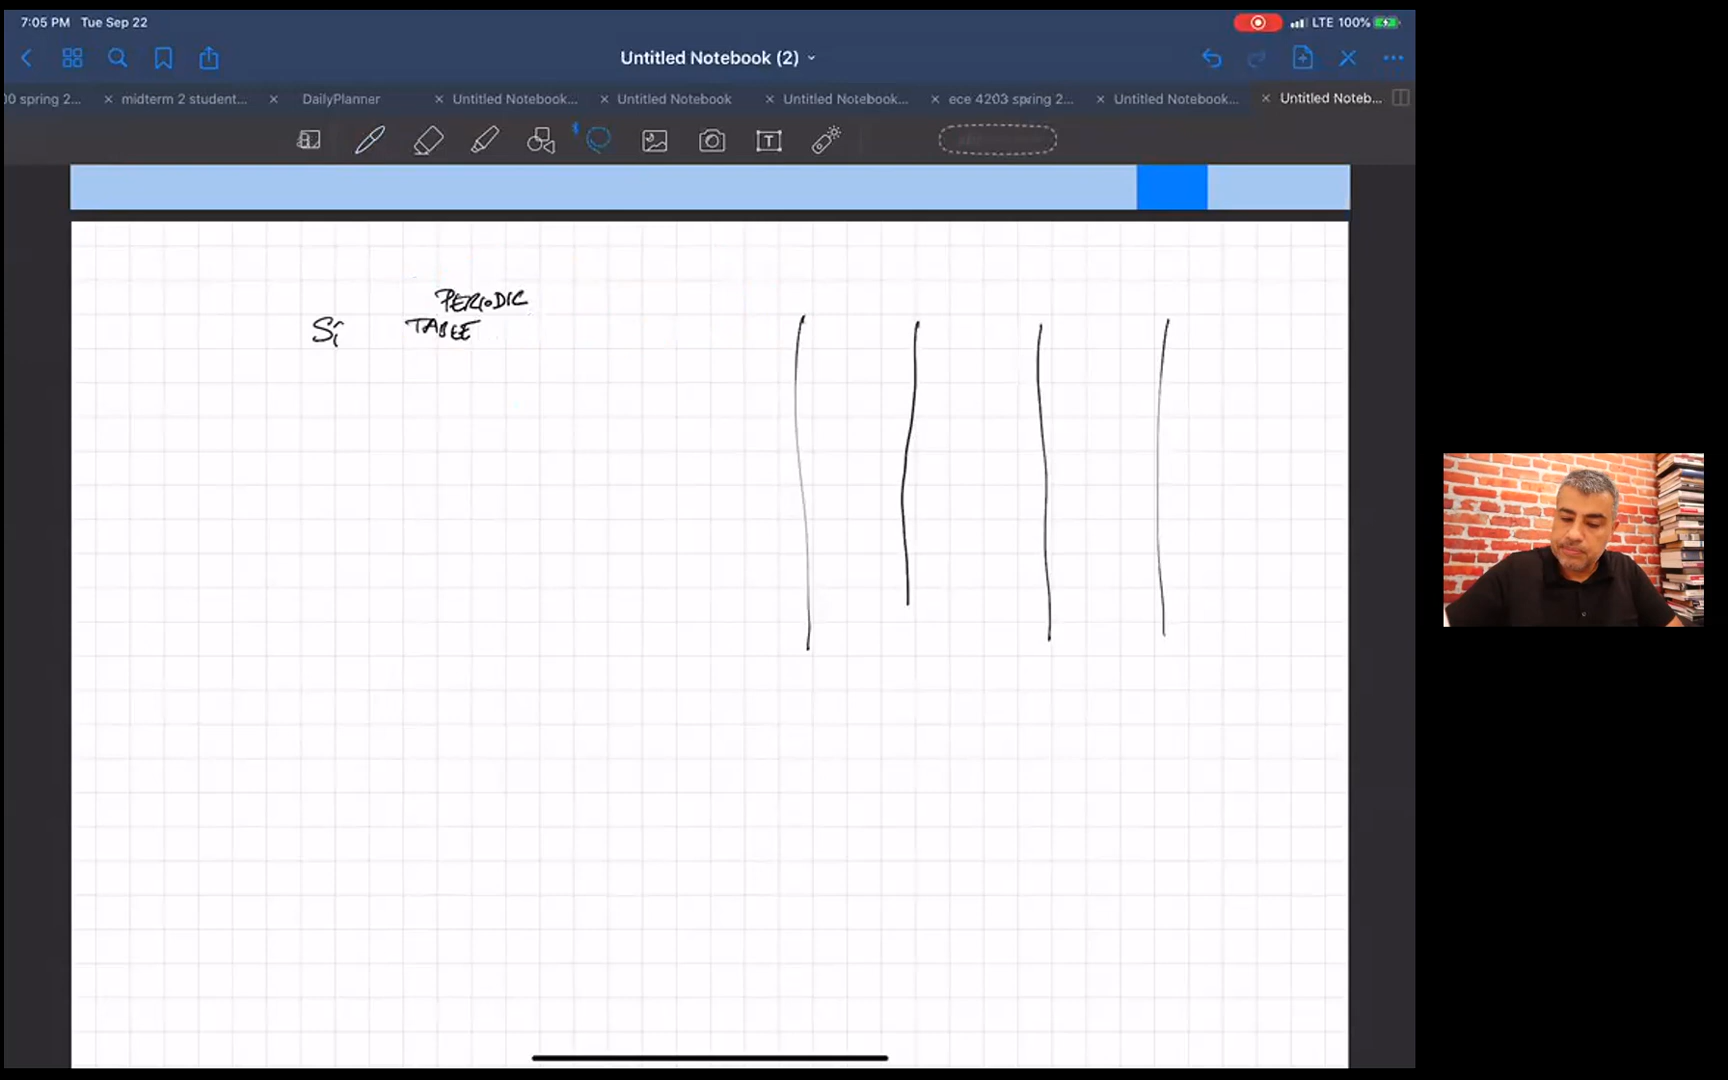 7:05 PM Tue Sep 22
LTE 100%
Untitled Notebook (2)
00 spring 2... midterm 2 student... DailyPlanner Untitled Notebook... Untitled Notebook Untitled Notebook... ece 4203 spring 2... Untitled Notebook... Untitled Noteb...
T
PERIODIC
Si TABLE